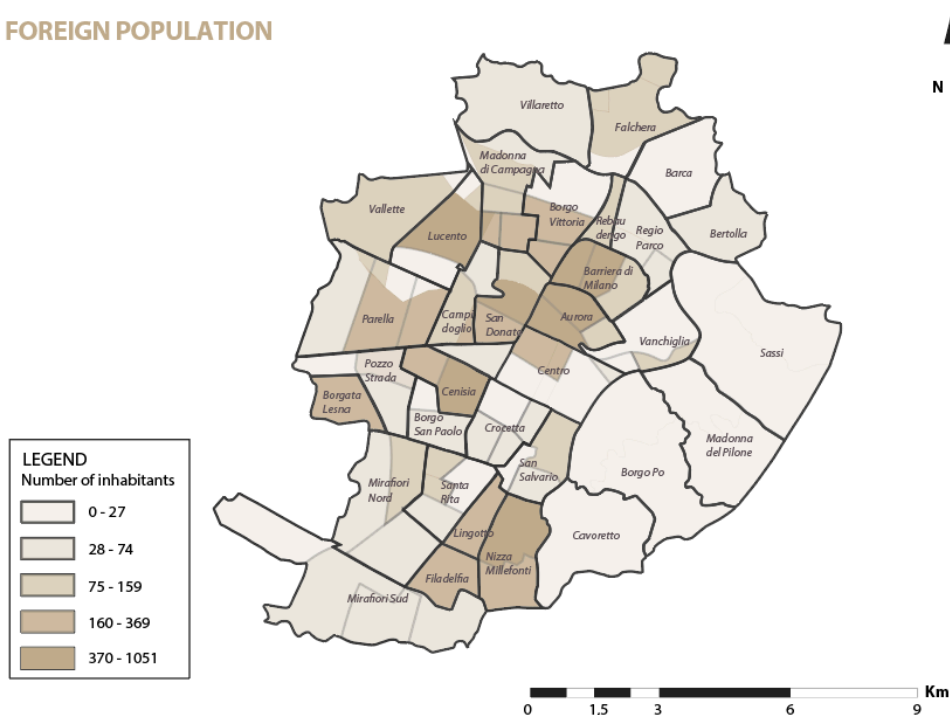 FOREIGN POPULATION
N
Villaretto
Falchera
Madonna
di Campagna
Barca
Vallette
Borgo
Vittoria
Rebau
dengo
Regio
Parco
Bertolla
Lucento
Barriera di
Milano
Parella
Campi
doglio
San
Donato
Aurora
Vanchiglia
Sassi
Pozzo
Strada
Centro
Borgata
Lesna
Cenisia
Borgo
San Paolo
Crocetta
Madonna
del Pilone
San
Salvario
Borgo Po
Mirafiori
Nord
Santa
Rita
Lingotto
Cavoretto
Nizza
Millefonti
Filadelfia
Mirafiori Sud
LEGEND
Number of inhabitants
0 - 27
28 - 74
75 - 159
160 - 369
370 - 1051
Km
0 1,5 3 6 9